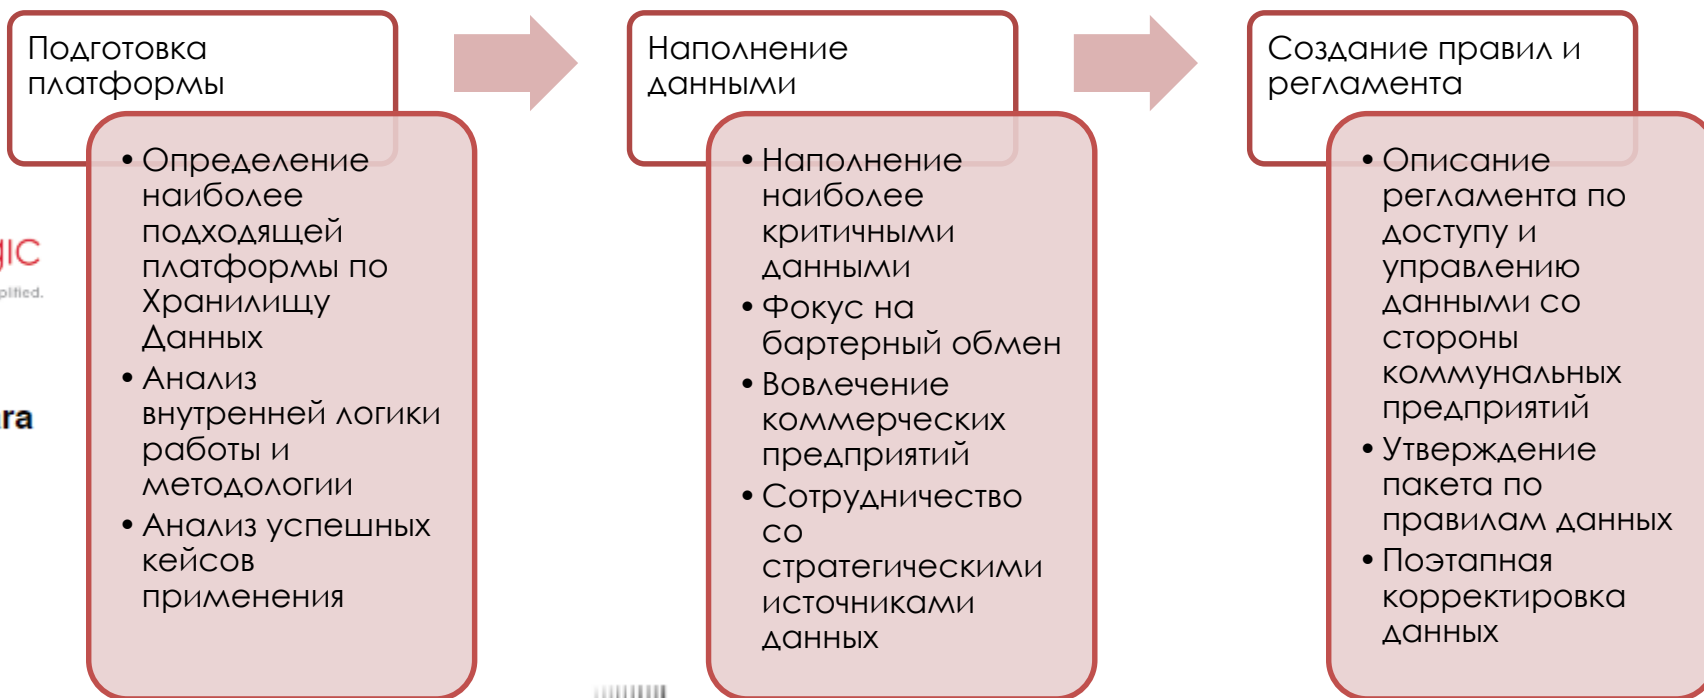 Подготовка
платформы
• Определение
наиболее
подходящей
платформы по
Хранилищу
Данных
• Анализ
внутренней логики
работы и
методологии
• Анализ успешных
кейсов
применения
Наполнение
данными
• Наполнение
наиболее
критичными
данными
• Фокус на
бартерный обмен
• Вовлечение
коммерческих
предприятий
• Сотрудничество
со
стратегическими
источниками
данных
Создание правил и
регламента
• Описание
регламента по
доступу и
управлению
данными со
стороны
коммунальных
предприятий
• Утверждение
пакета по
правилам данных
• Поэтапная
корректировка
данных